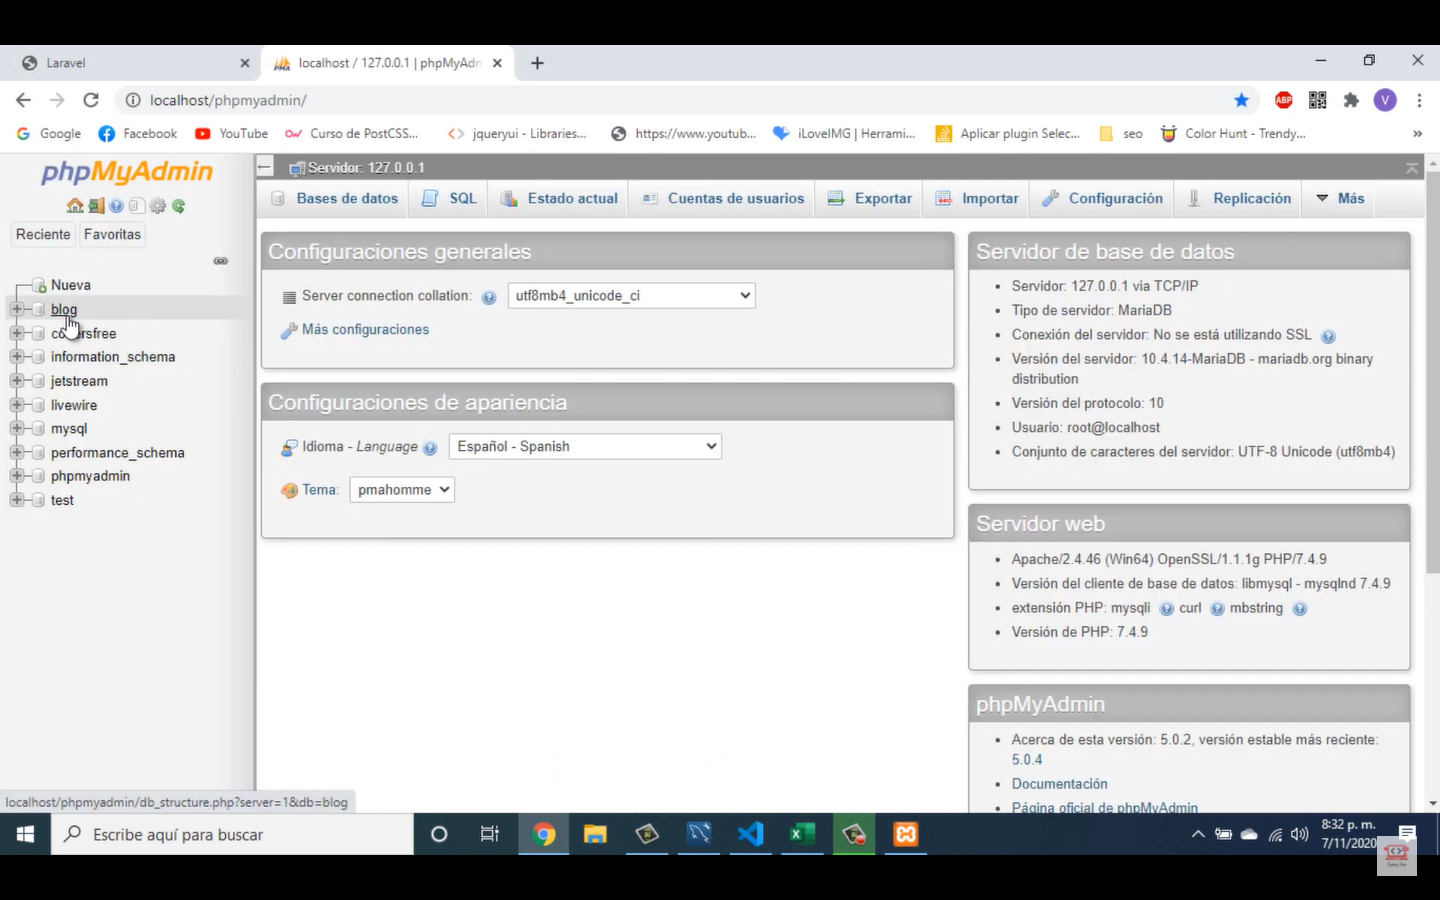 Laravel
localhost / 127.0.0.1 | phpMyAdn
localhost/phpmyadmin/
ABP
V
Google
Facebook
YouTube
Curso de PostCSS...
jqueryui - Libraries...
https://www.youtub...
iLoveIMG | Herrami...
Aplicar plugin Selec...
seo
Color Hunt - Trendy...
»
phpMyAdmin
Reciente
Favoritas
Nueva
blog
information_schema
jetstream
livewire
mysql
performance_schema
phpmyadmin
test
localhost/phpmyadmin/db_structure.php?server=1&db=blog
Servidor: 127.0.0.1
Bases de datos
SQL
Estado actual
Cuentas de usuarios
Exportar
Importar
Configuración
Replicación
Más
Configuraciones generales
Server connection collation:
utf8mb4_unicode_ci
Más configuraciones
Configuraciones de apariencia
Idioma - Language
Español - Spanish
Tema:
pmahomme
Servidor de base de datos
Servidor: 127.0.0.1 via TCP/IP
Tipo de servidor: MariaDB
Conexión del servidor: No se está utilizando SSL
Versión del servidor: 10.4.14-MariaDB - mariadb.org binary
distribution
Versión del protocolo: 10
Usuario: root@localhost
Conjunto de caracteres del servidor: UTF-8 Unicode (utf8mb4)
Servidor web
Apache/2.4.46 (Win64) OpenSSL/1.1.1g PHP/7.4.9
Versión del cliente de base de datos: libmysql - mysqlnd 7.4.9
extensión PHP: mysqli curl mbstring
Versión de PHP: 7.4.9
phpMyAdmin
Acerca de esta versión: 5.0.2, versión estable más reciente:
5.0.4
Documentación
Página oficial de phpMyAdmin
Escribe aquí para buscar
8:32 p. m.
7/11/2020